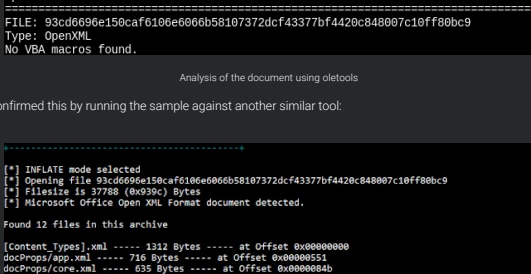 FILE: 93cd6696e150caf6106e6066b58107372dcf43377bf4420c848007c10ff80bc9
Type: OpenXML
No VBA macros found.
Analysis of the document using oletools
onfirmed this by running the sample against another similar tool:
[*] INFLATE mode selected
[*] Opening file 93cd6696e150caf6106e6066b58107372dcf43377bf4420c848007c10ff80bc9
[*] Filesize is 37788 (0x939c) Bytes
[*] Microsoft Office Open XML Format document detected.
Found 12 files in this archive
[Content_Types].xml ----- 1312 Bytes ----- at Offset 0x00000000
docProps/app.xml ----- 716 Bytes ----- at Offset 0x00000551
docProps/core.xml ----- 635 Bytes ----- at Offset 0x0000084b